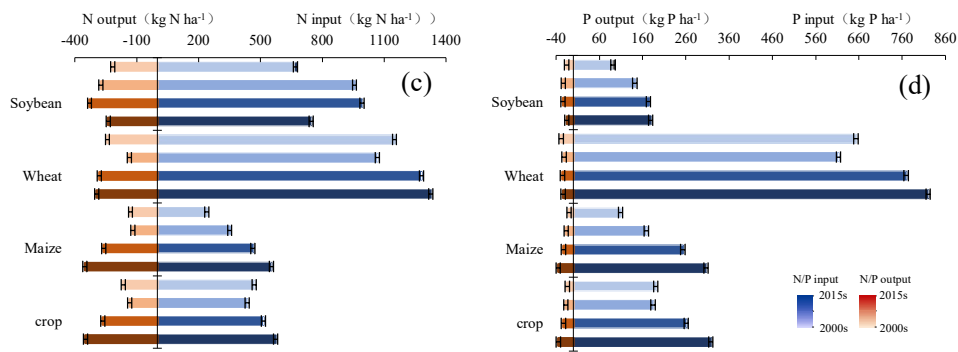 N output（kg N ha-1） N input（kg N ha-1）
-400 -100 200 500 800 1100 1400
(c)
Soybean
Wheat
Maize
crop
P output（kg P ha-1） P input（kg P ha-1）
-40 60 160 260 360 460 560 660 760 860
(d)
Soybean
Wheat
Maize
crop
N/P input N/P output
2015s 2015s
2000s 2000s